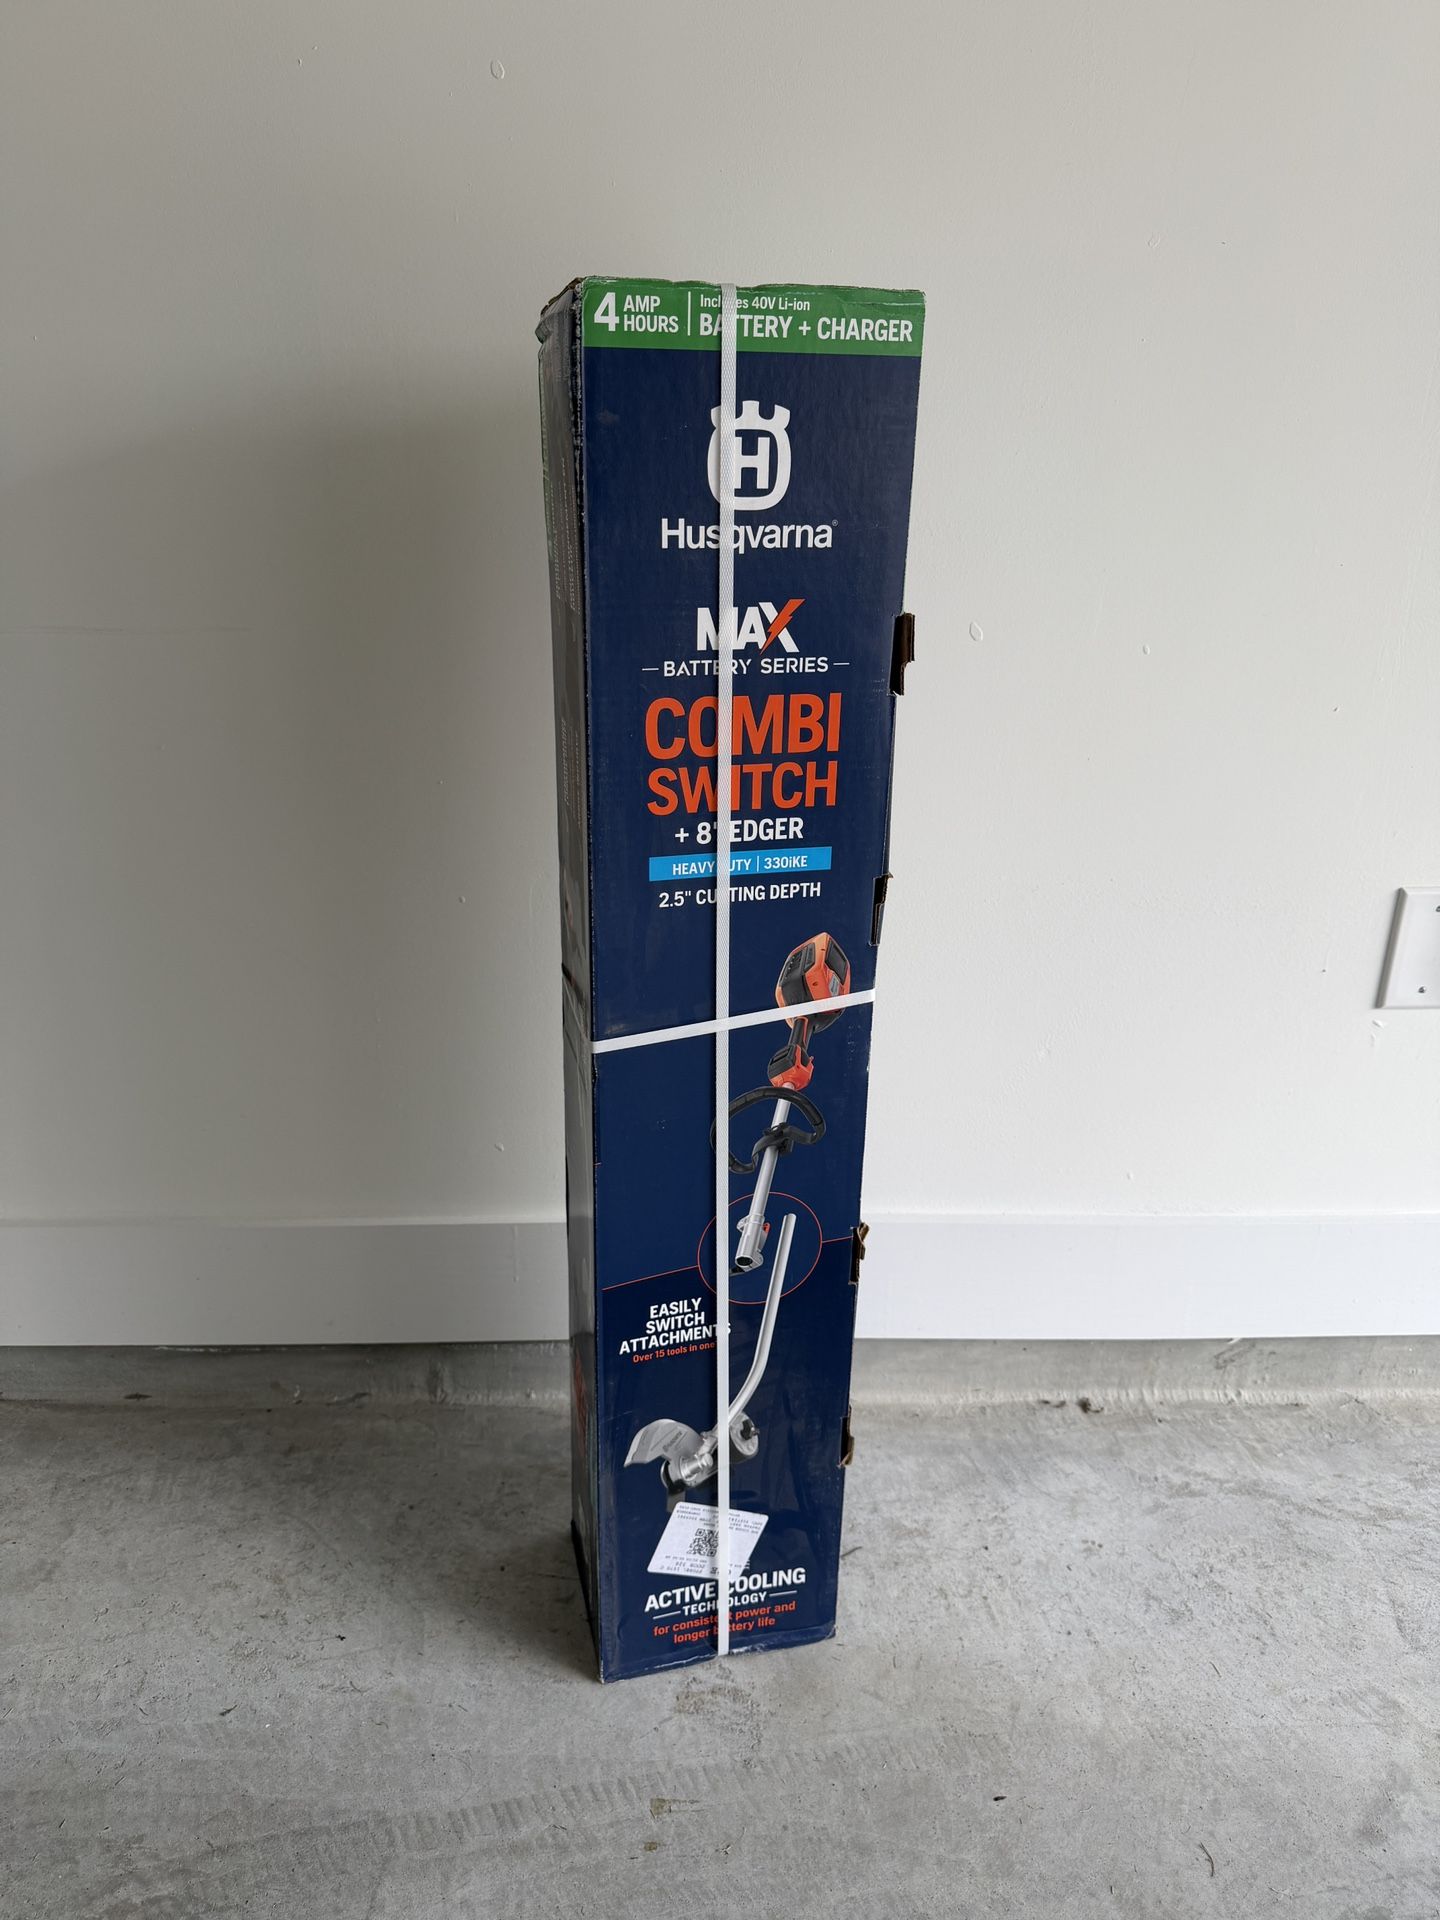 4 AMP HOURS
Includes 40V Li-ion
BATTERY + CHARGER
H
Husqvarna®
MAX
BATTERY SERIES
COMBI
SWITCH
+ 8" EDGER
HEAVY DUTY | 330iKE
2.5" CUTTING DEPTH
EASILY
SWITCH
ATTACHMENTS
Over 15 tools in one
ACTIVE COOLING
TECHNOLOGY
for consistent power and
longer battery life